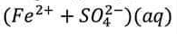 (Fe²⁺ + SO₄²⁻)(aq)